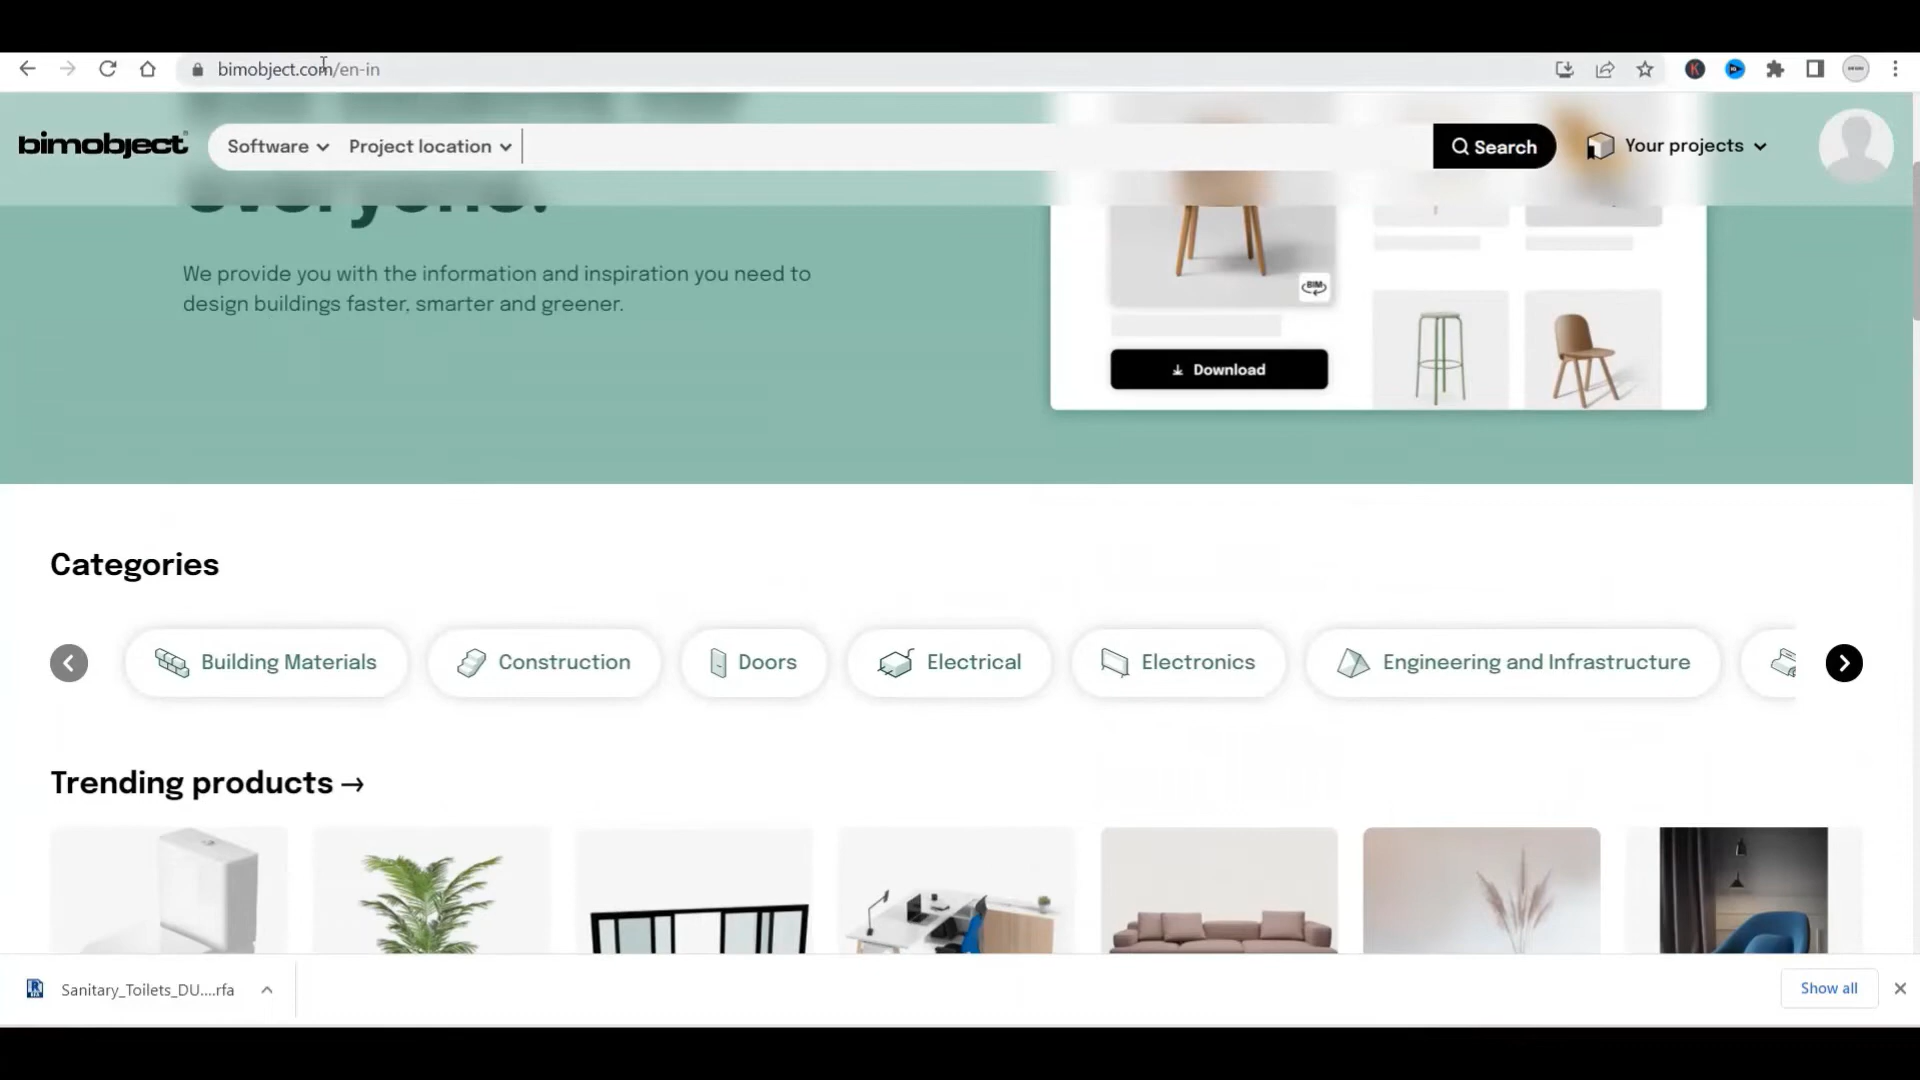 bimobject.com/en-in
bimobject
Software
Project location
Search
Your projects
everyone.
We provide you with the information and inspiration you need to
design buildings faster, smarter and greener.
BIM
Download
Categories
Building Materials
Construction
Doors
Electrical
Electronics
Engineering and Infrastructure
Trending products →
Sanitary_Toilets_DU....rfa
Show all